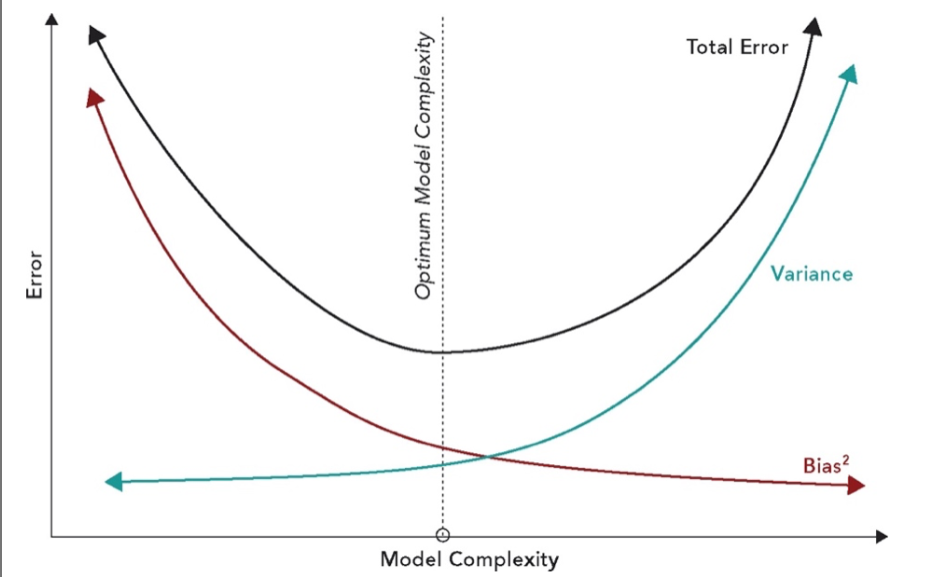 Total Error
Optimum Model Complexity
Error
Variance
Bias²
Model Complexity